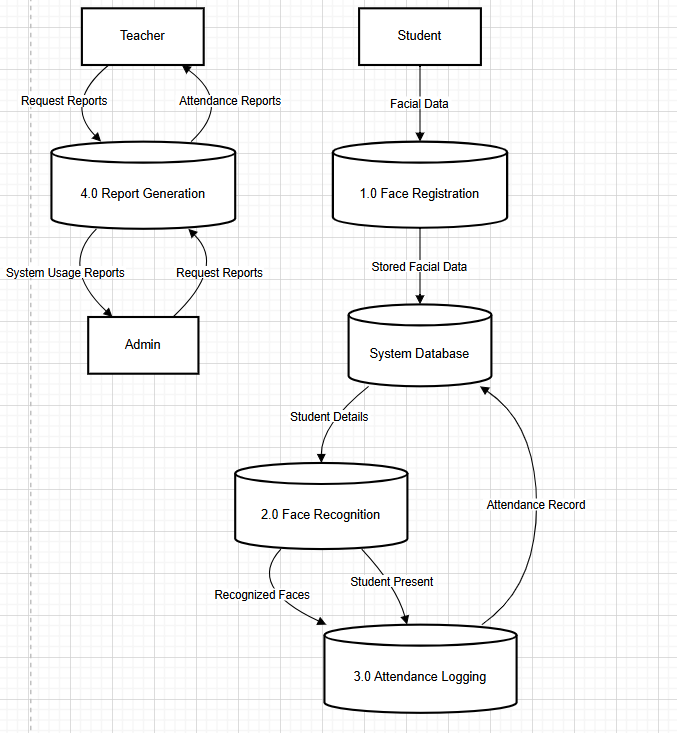 Teacher
Student
Request Reports
Attendance Reports
Facial Data
4.0 Report Generation
1.0 Face Registration
System Usage Reports
Request Reports
Stored Facial Data
Admin
System Database
Student Details
Attendance Record
2.0 Face Recognition
Student Present
Recognized Faces
3.0 Attendance Logging